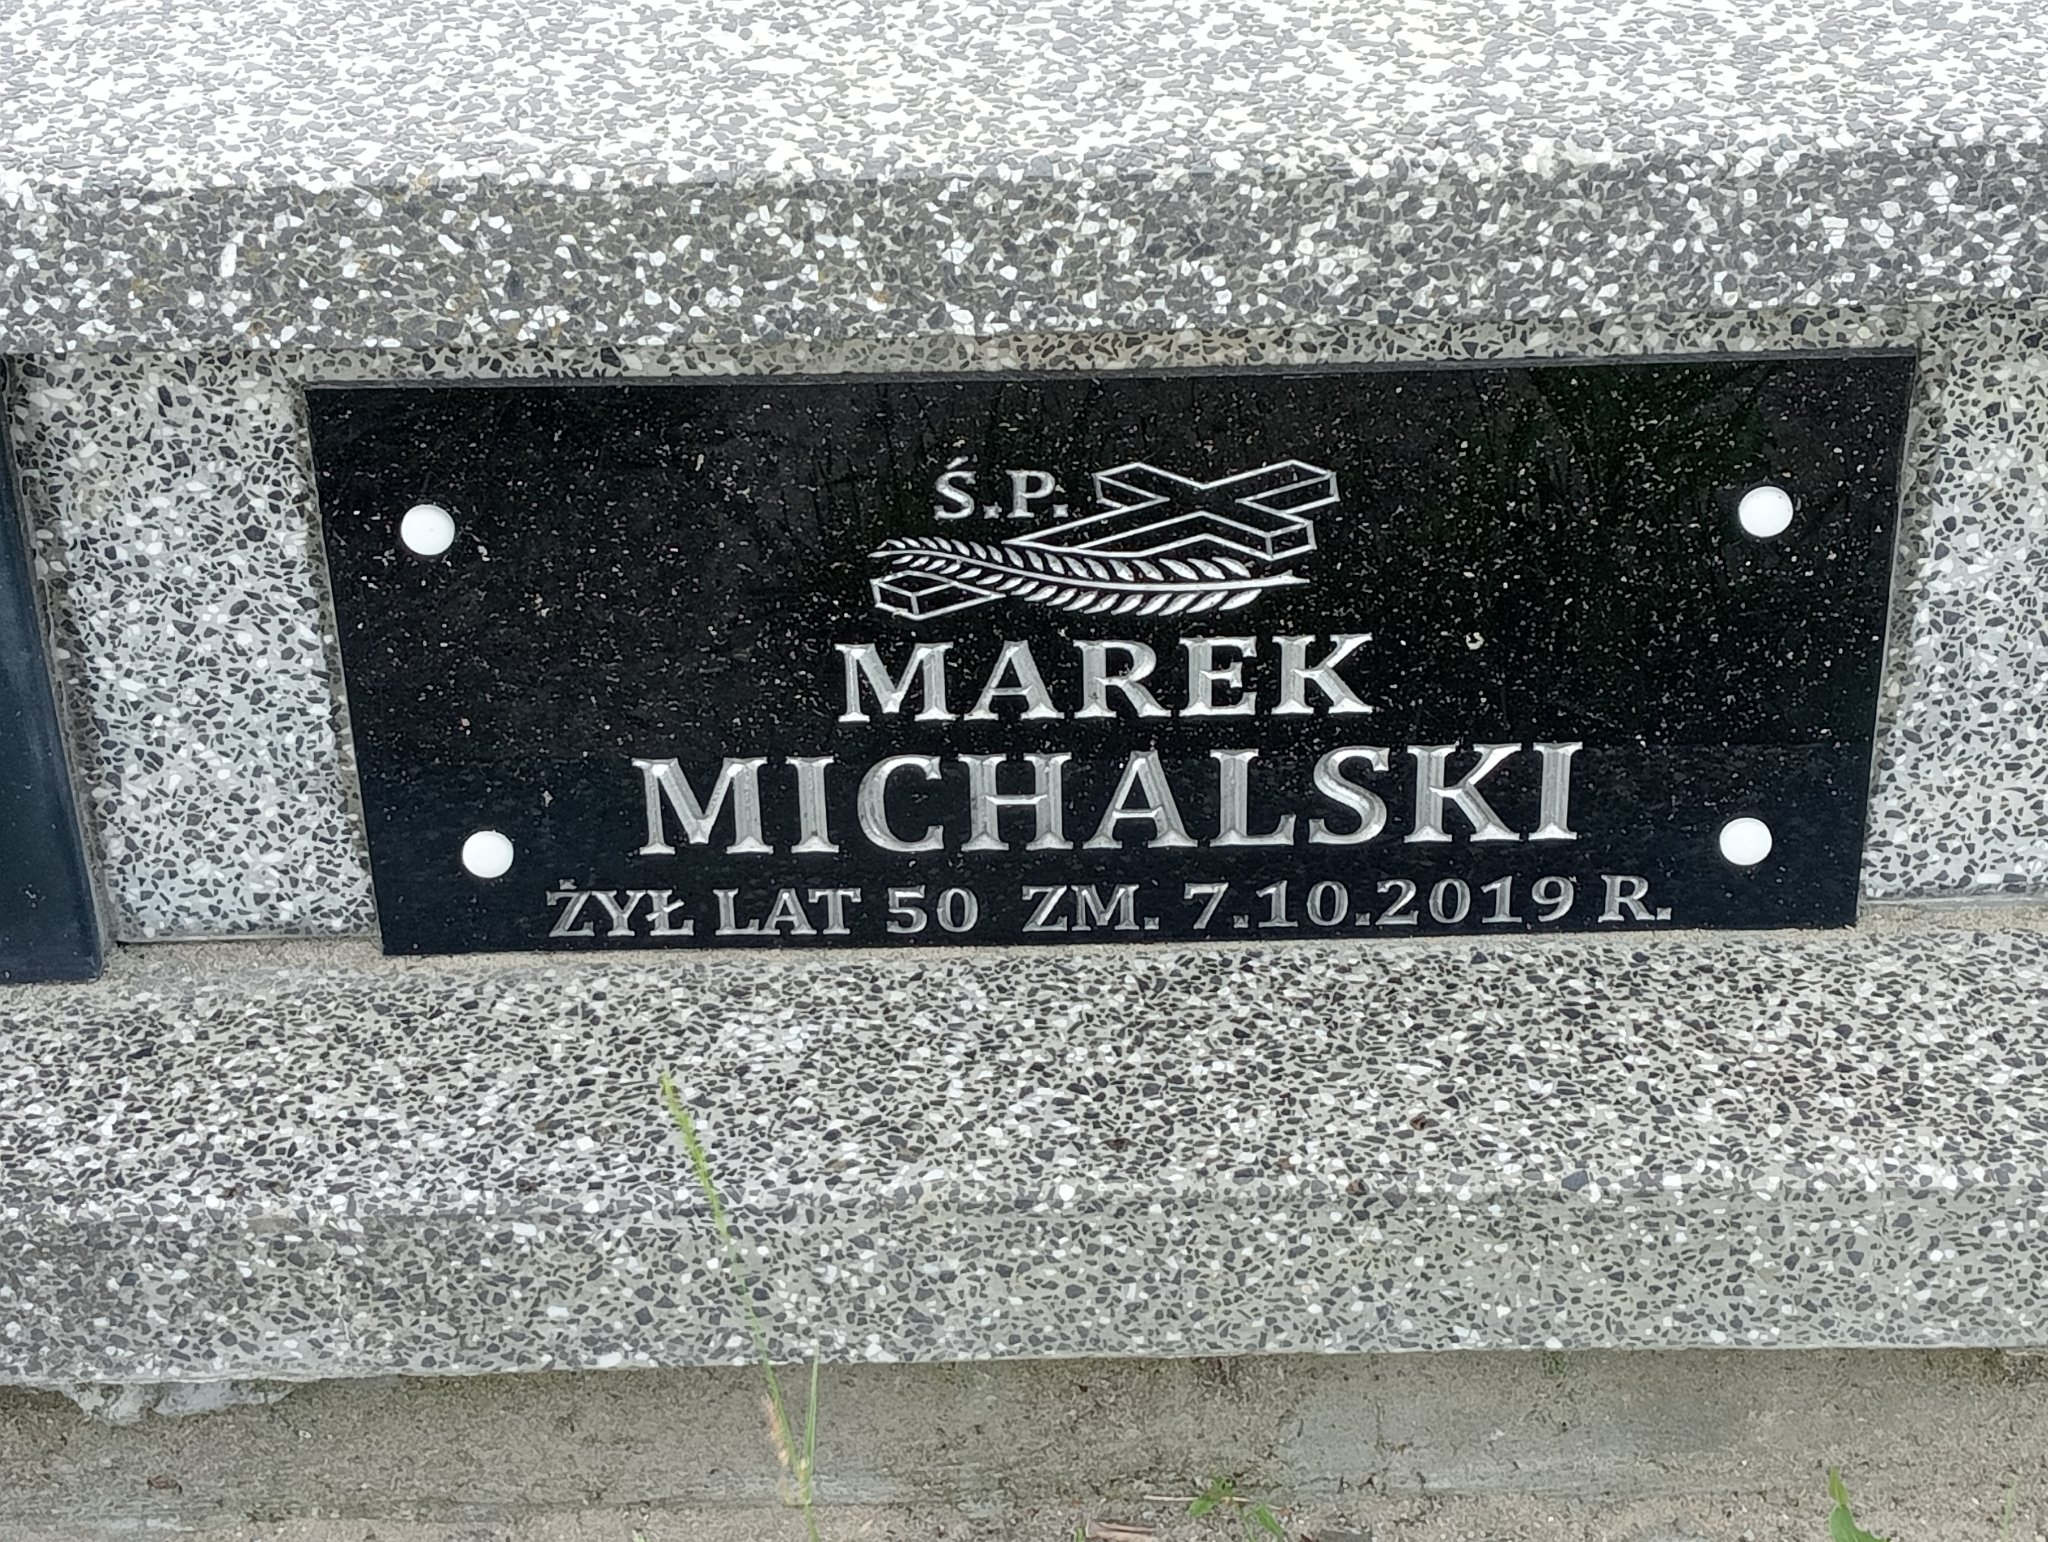 Ś.P.
MAREK
MICHALSKI
ŻYŁ LAT 50 ZM. 7.10.2019 R.